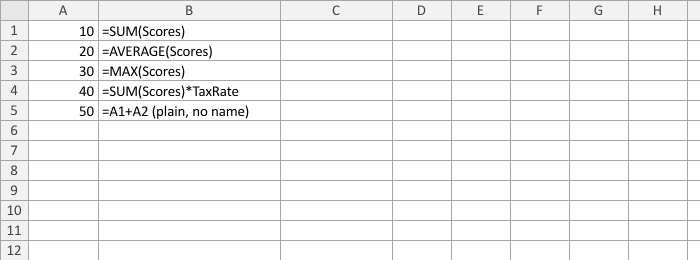 A B C D E F G H
1 10 =SUM(Scores)
2 20 =AVERAGE(Scores)
3 30 =MAX(Scores)
4 40 =SUM(Scores)*TaxRate
5 50 =A1+A2 (plain, no name)
6
7
8
9
10
11
12